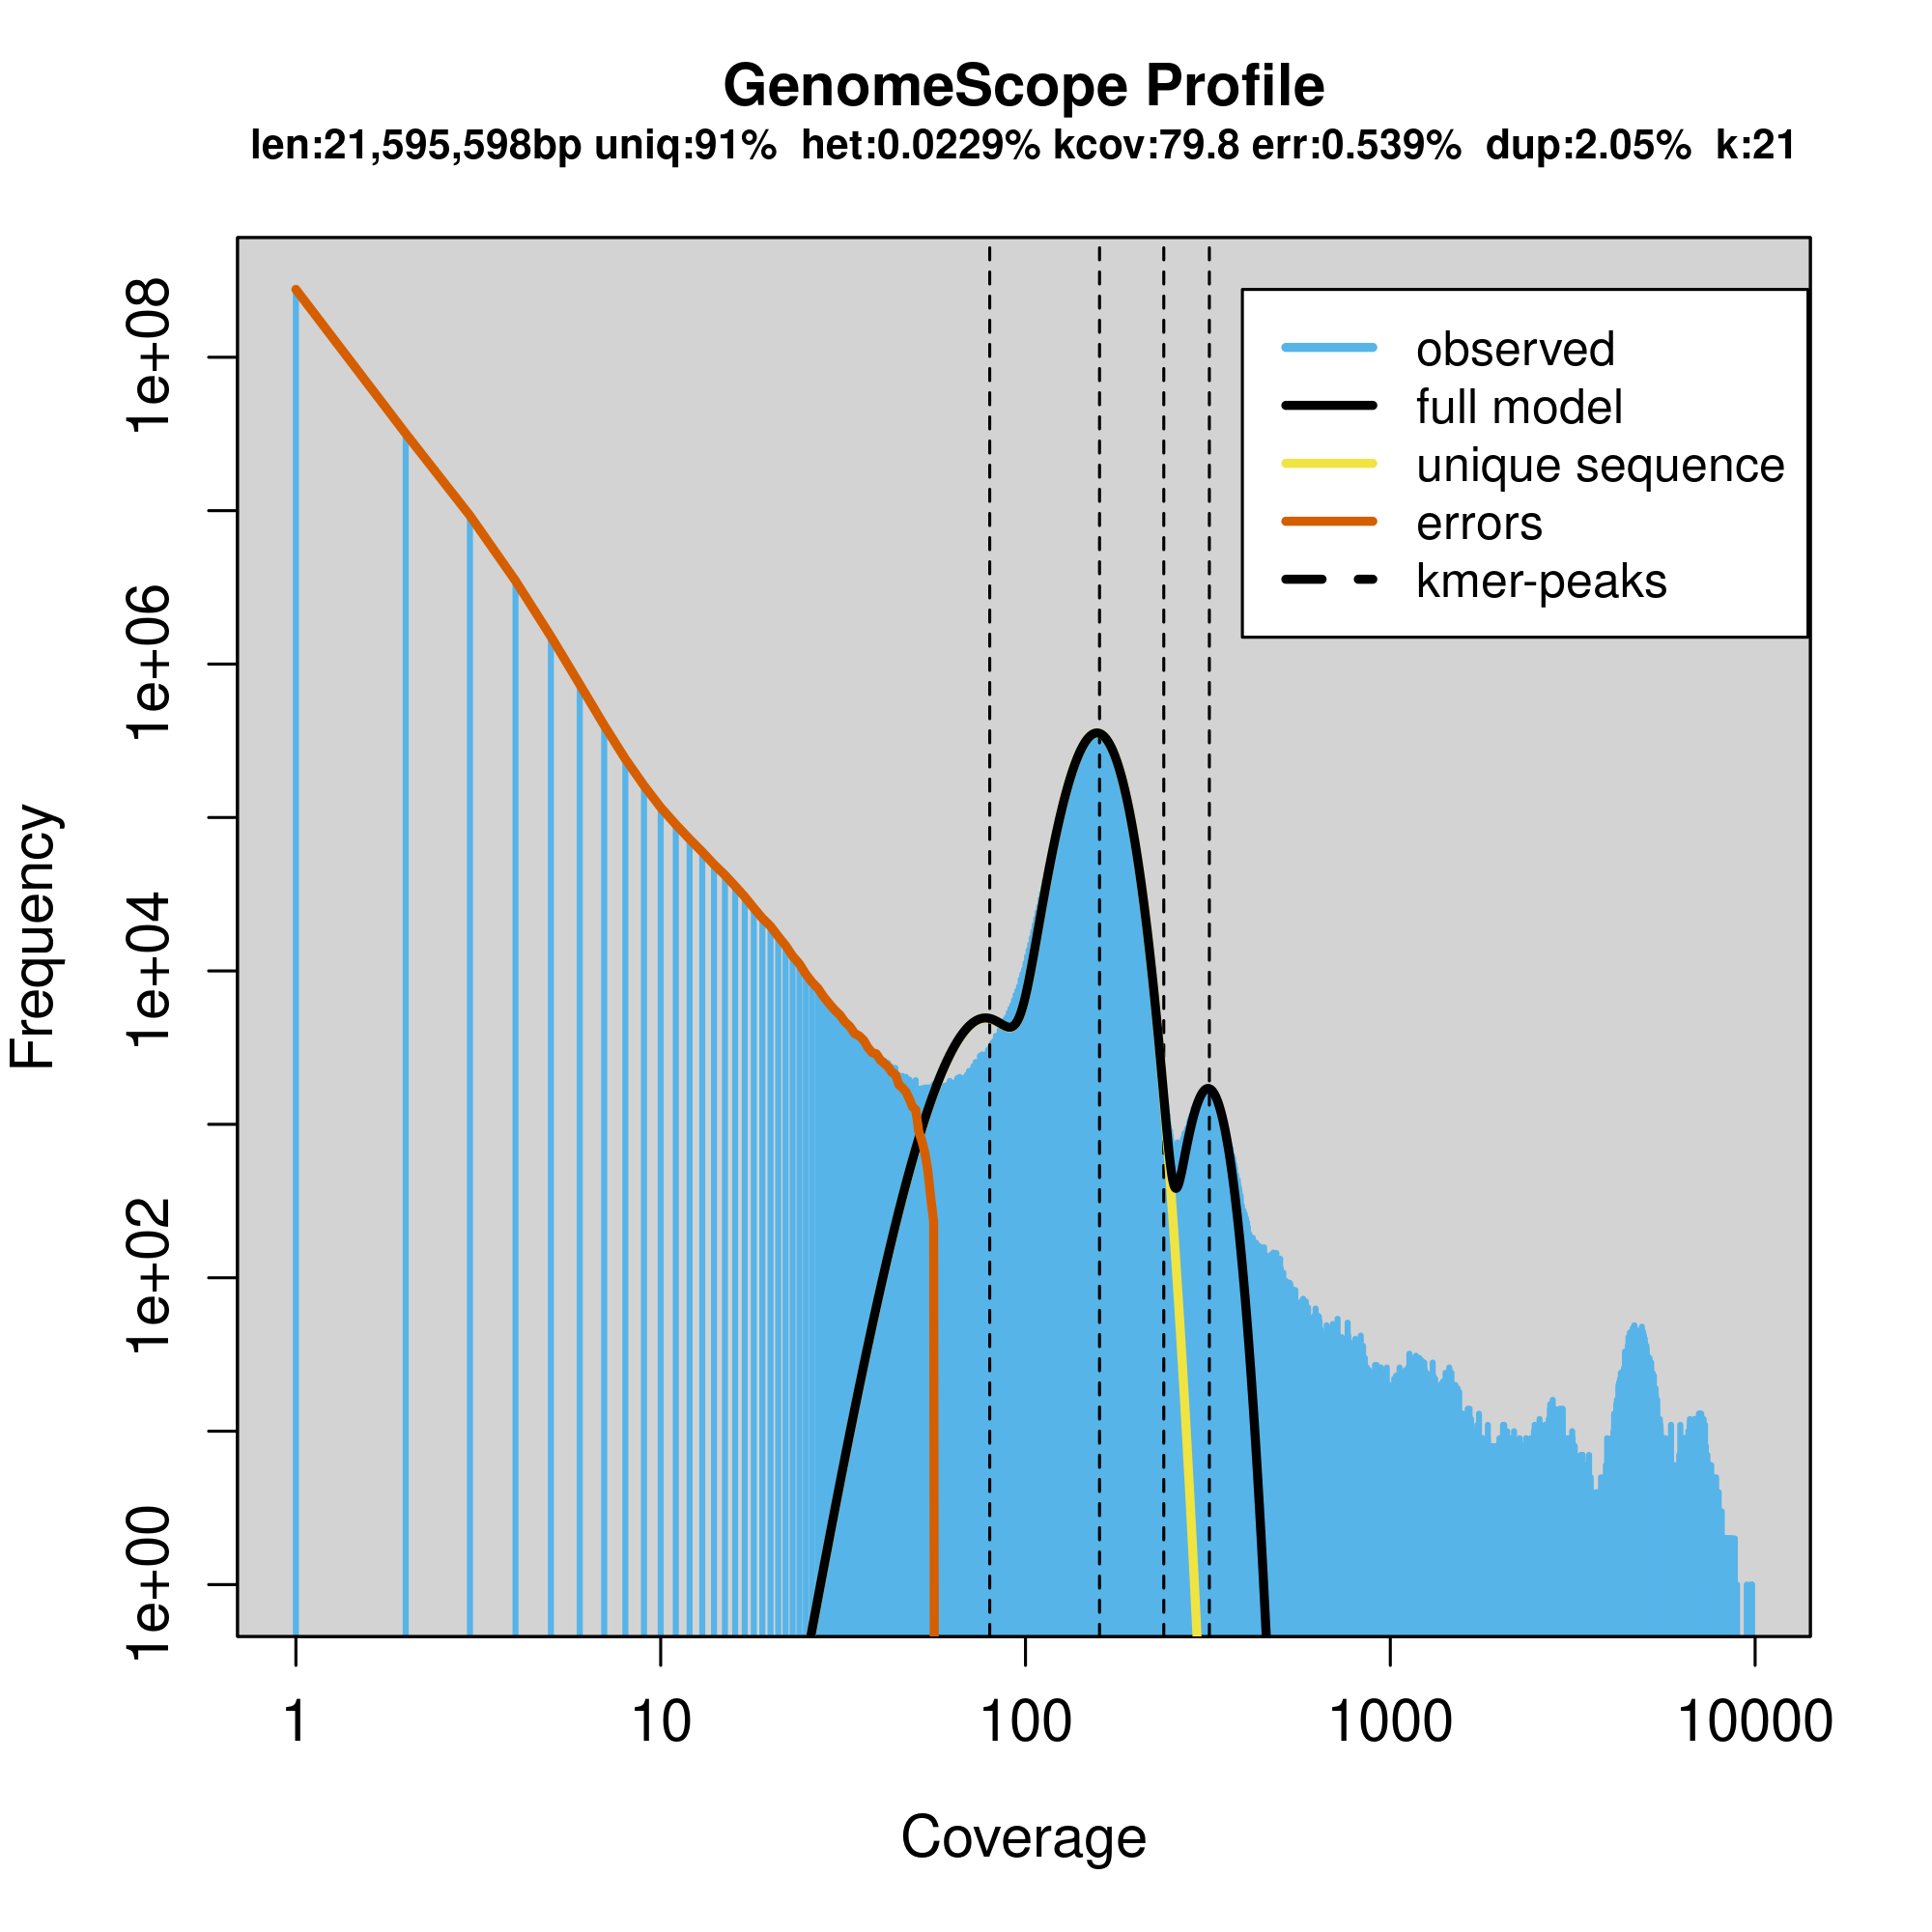 GenomeScope Profile
len:21,595,598bp uniq:91% het:0.0229% kcov:79.8 err:0.539% dup:2.05% k:21
observed
full model
unique sequence
errors
kmer-peaks
Frequency
1e+08
1e+06
1e+04
1e+02
1e+00
1 10 100 1000 10000
Coverage